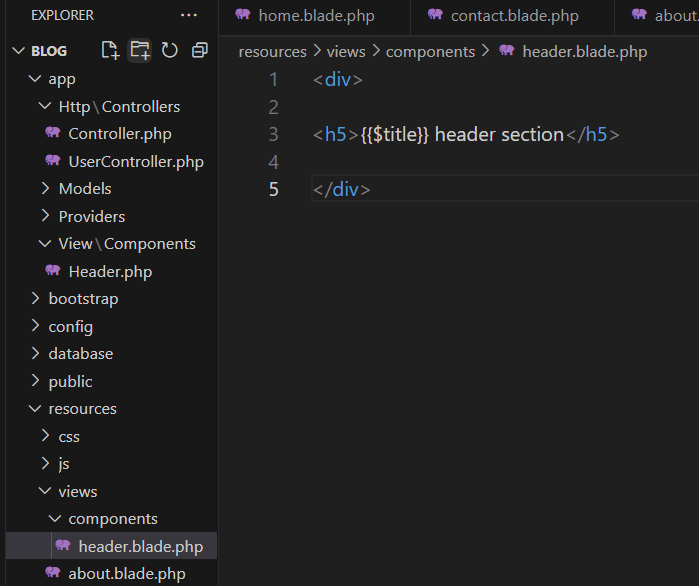 EXPLORER ...
BLOG
app
Http\Controllers
Controller.php
UserController.php
Models
Providers
View\Components
Header.php
bootstrap
config
database
public
resources
css
js
views
components
header.blade.php
about.blade.php
home.blade.php contact.blade.php about.
resources > views > components > header.blade.php
1 <div>
2
3 <h5>{{$title}} header section</h5>
4
5 </div>